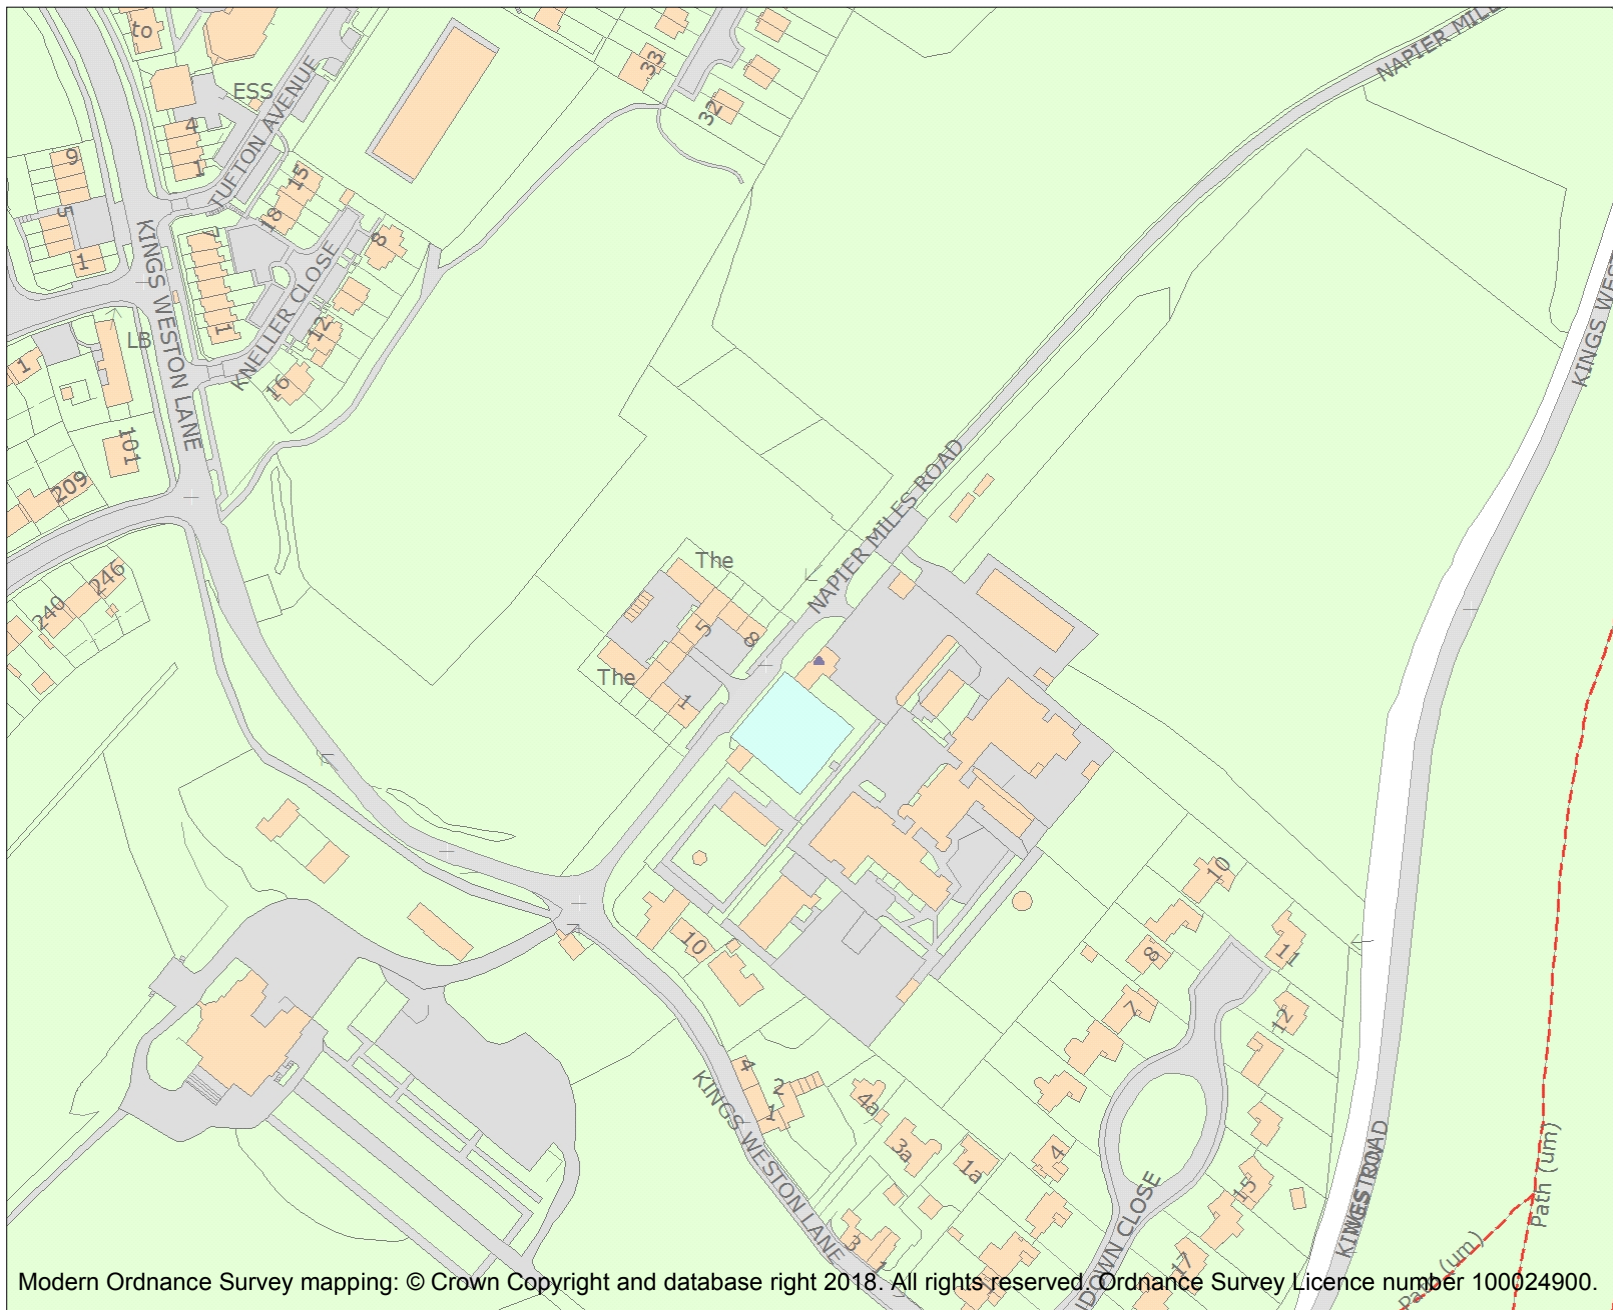 to
NAPIER MILE
33
ESS
32
TUFTON AVENUE
4
1
9
15
5
18
7
8
1
KINGS WESTON LANE
KNELLER CLOSE
KINGS WEST
LB
1
12
1
16
101
209
NAPIER MILES ROAD
The
246
240
5
8
The
1
10
10
8
11
7
12
4
2
1
4a
3a
1a
4
KINGS WESTON LANE
15
Path (um)
3
1
17
Path (um)
Modern Ordnance Survey mapping: © Crown Copyright and database right 2018. All rights reserved. Ordnance Survey Licence number 100024900.